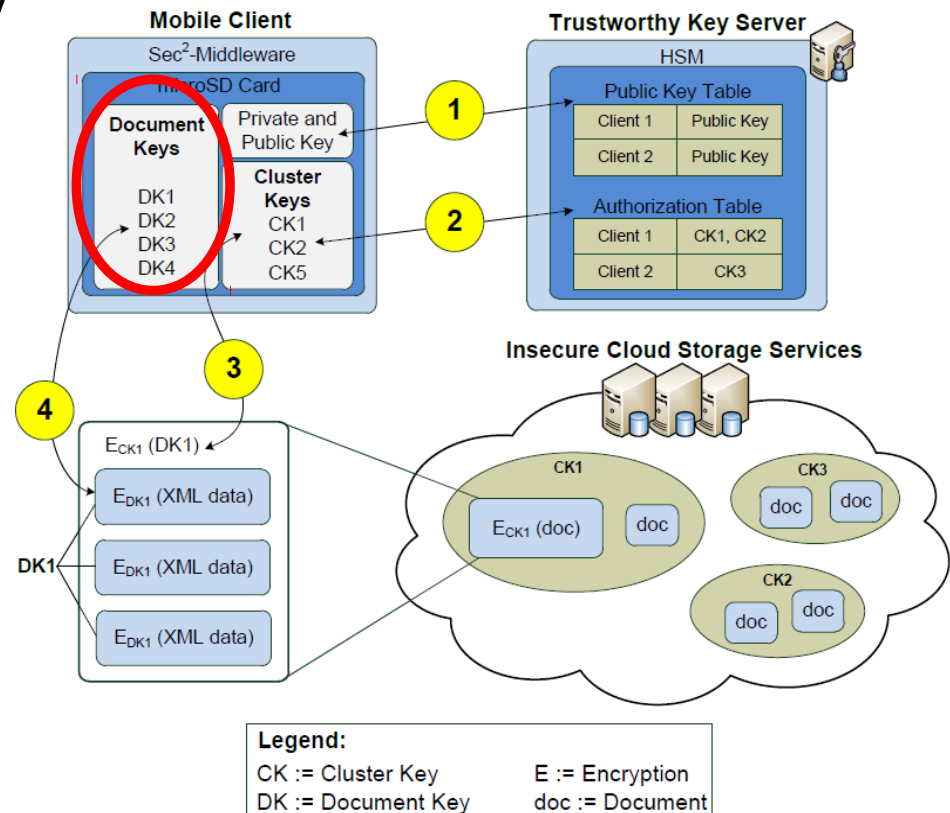 Mobile Client
Sec²-Middleware
microSD Card
Document
Keys
DK1
DK2
DK3
DK4
Private and
Public Key
Cluster
Keys
CK1
CK2
CK5
1
2
3
4
Trustworthy Key Server
HSM
Public Key Table
Client 1 Public Key
Client 2 Public Key
Authorization Table
Client 1 CK1, CK2
Client 2 CK3
Insecure Cloud Storage Services
CK1
E_CK1 (doc)
doc
CK3
doc
doc
CK2
doc
doc
E_CK1 (DK1)
E_DK1 (XML data)
DK1
E_DK1 (XML data)
E_DK1 (XML data)
Legend:
CK := Cluster Key E := Encryption
DK := Document Key doc := Document